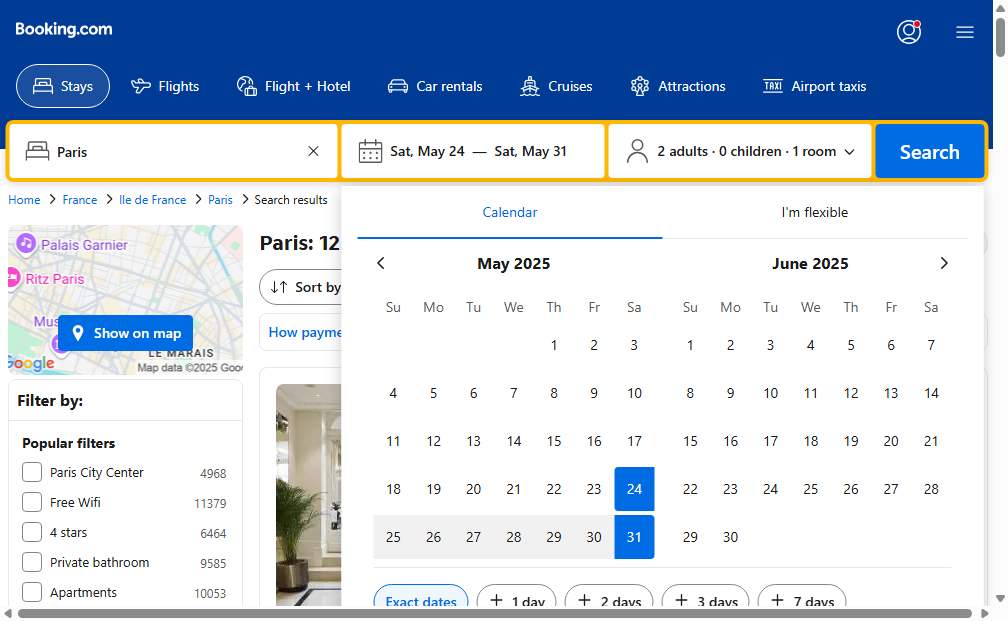 Booking.com
Stays
Flights
Flight + Hotel
Car rentals
Cruises
Attractions
TAXI Airport taxis
Paris
Sat, May 24 — Sat, May 31
2 adults · 0 children · 1 room
Search
Home
France
Ile de France
Paris
Search results
Calendar
I'm flexible
Palais Garnier
Ritz Paris
Show on map
LE MARAIS
Google
Map data ©2025
Paris: 12
Sort by
How
May 2025
June 2025
Su Mo Tu We Th Fr Sa
1 2 3
4 5 6 7 8 9 10
11 12 13 14 15 16 17
18 19 20 21 22 23 24
25 26 27 28 29 30 31
Su Mo Tu We Th Fr Sa
1 2 3 4 5 6 7
8 9 10 11 12 13 14
15 16 17 18 19 20 21
22 23 24 25 26 27 28
29 30
Exact dates
+ 1 day
+ 2 days
+ 3 days
+ 7 days
Filter by:
Popular filters
Paris City Center 4968
Free Wifi 11379
4 stars 6464
Private bathroom 9585
Apartments 10053